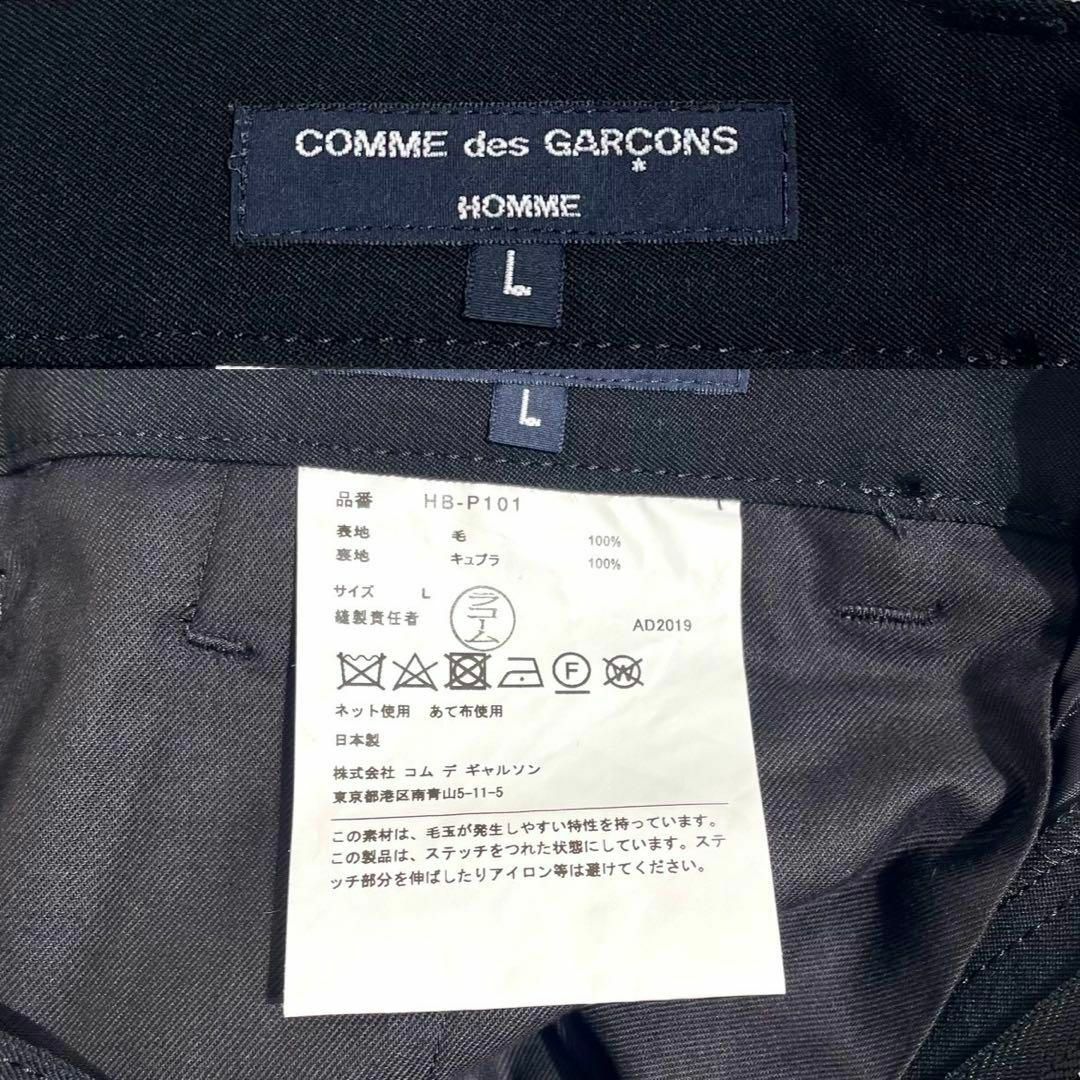 COMME des GARÇONS
HOMME
L
L
品番 HB-P101
表地 毛 100%
裏地 キュプラ 100%
サイズ L
縫製責任者 ラコーム AD2019
F W
ネット使用 あて布使用
日本製
株式会社 コム デ ギャルソン
東京都港区南青山5-11-5
この素材は、毛玉が発生しやすい特性を持っています。
この製品は、ステッチをつれた状態にしています。ステ
ッチ部分を伸ばしたりアイロン等は避けてください。